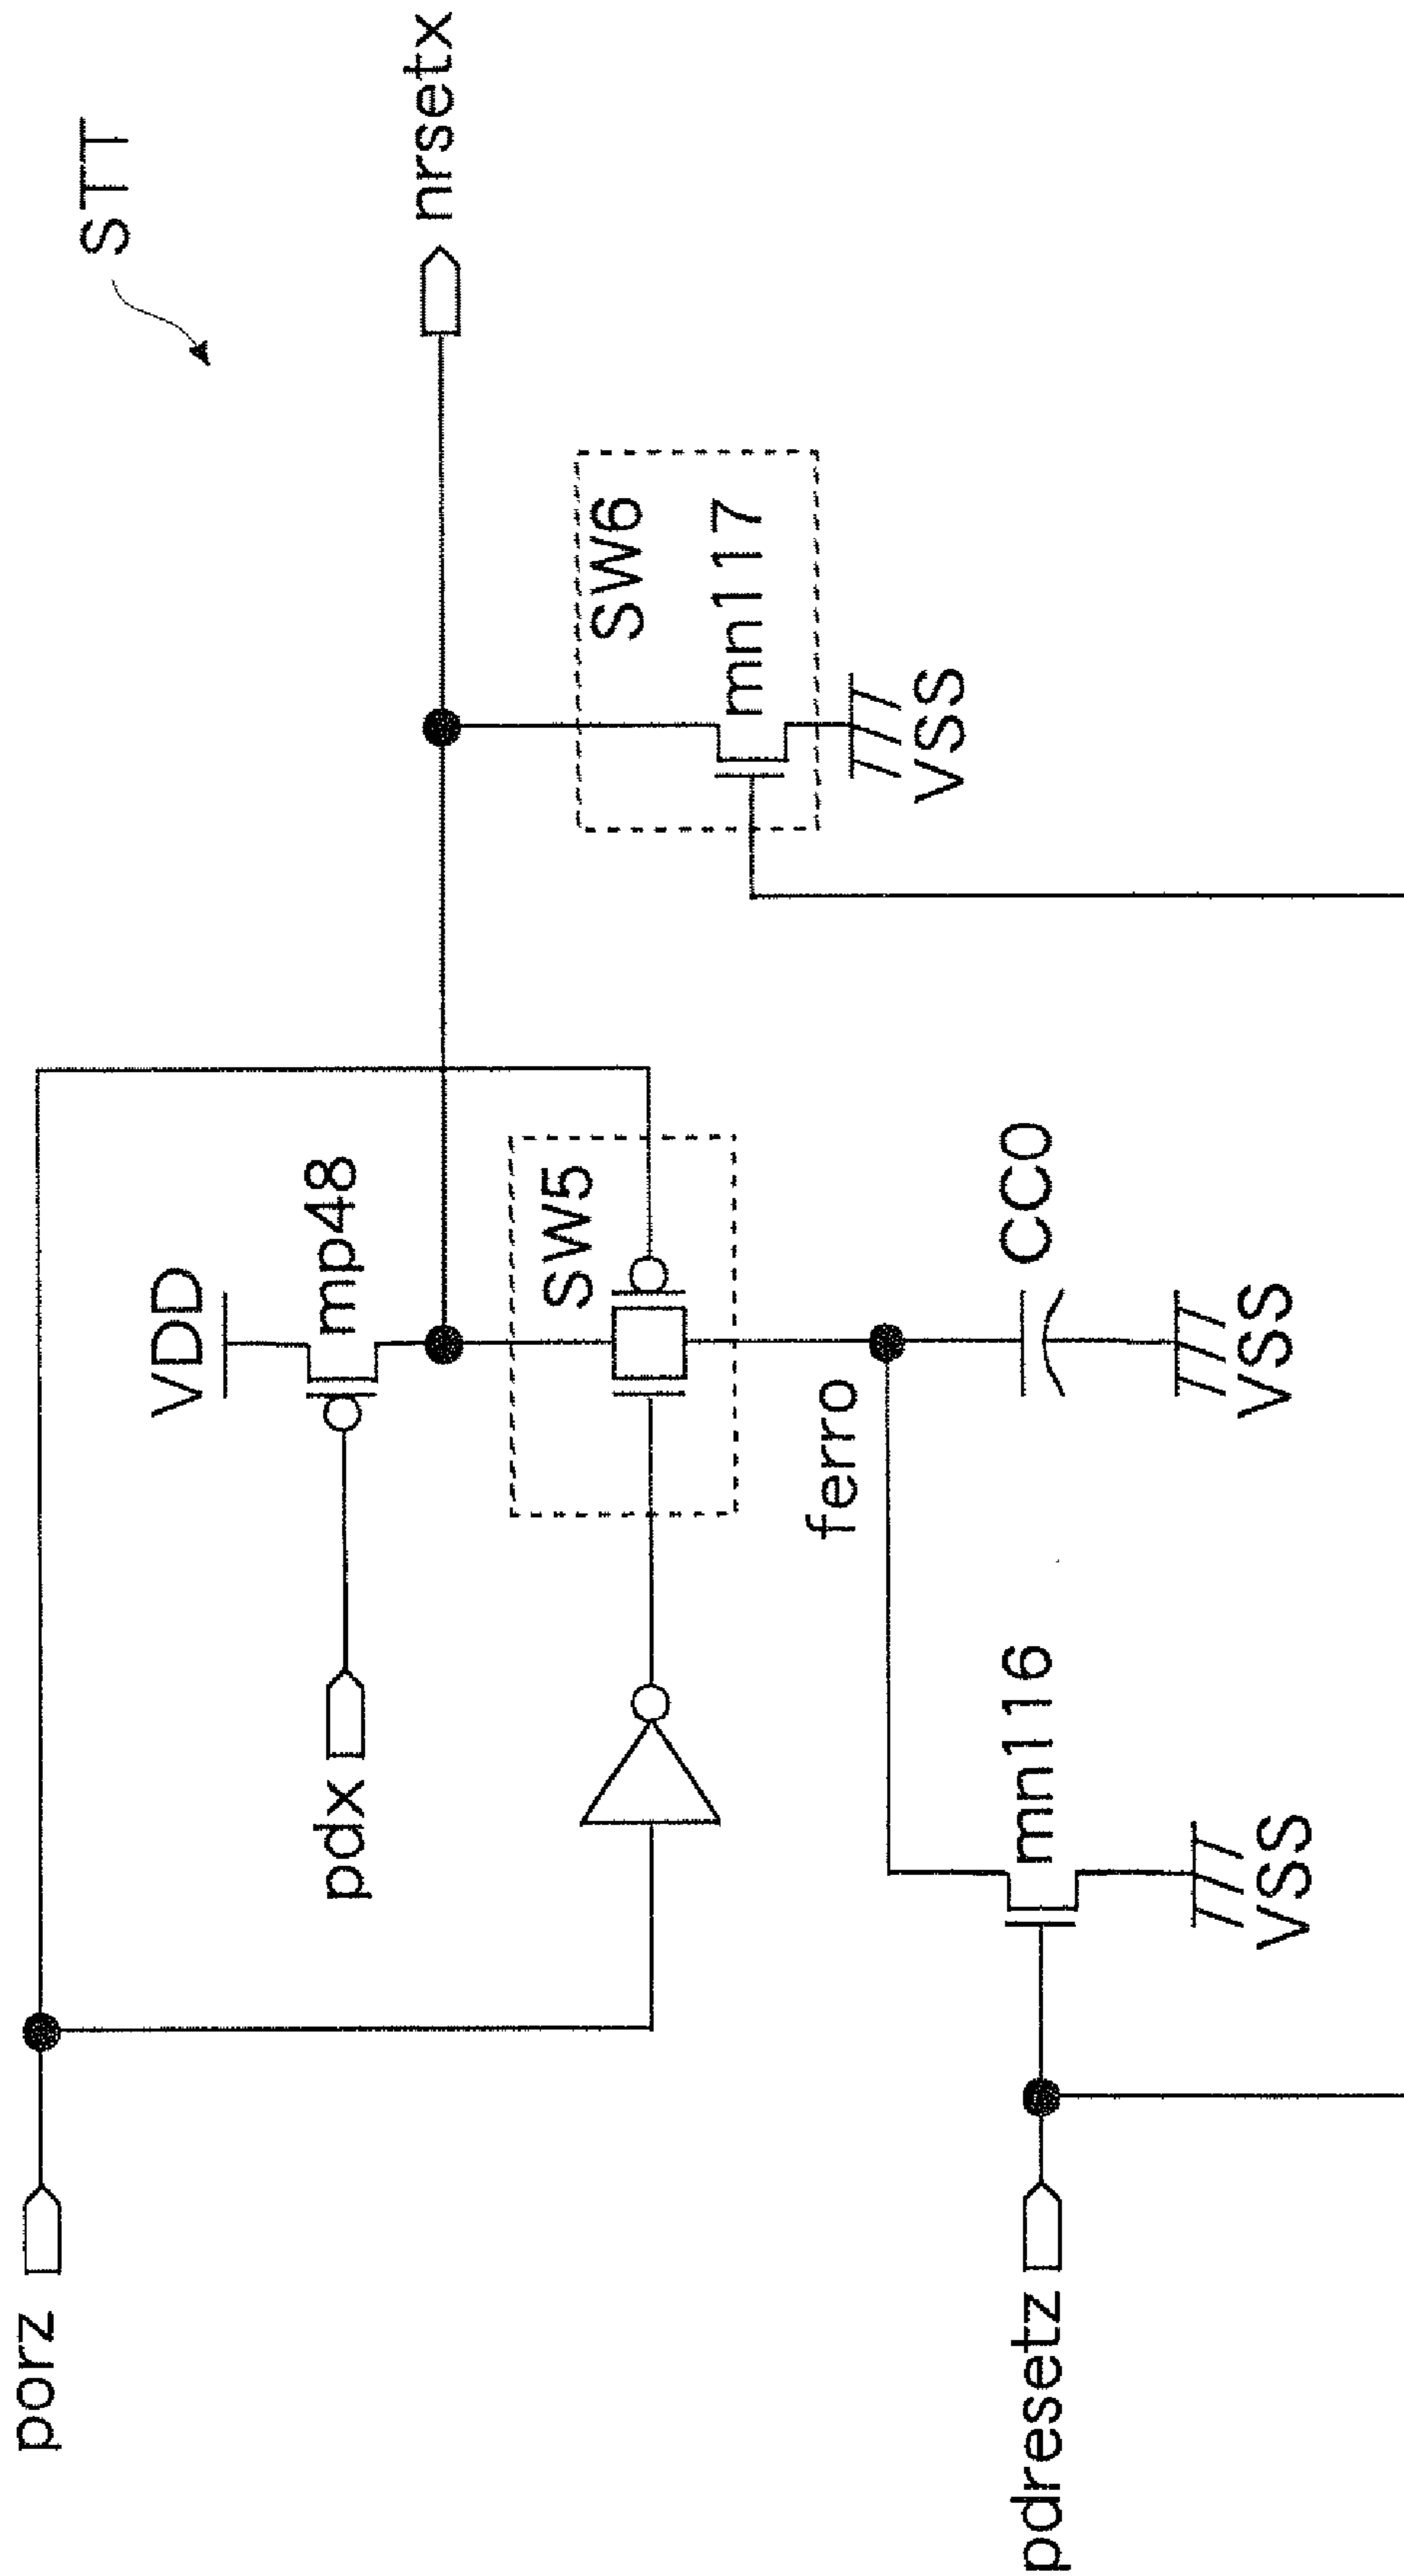 STT
porz
VDD
mp48
pdx
nrsetx
SW5
SW6
mn117
VSS
ferro
CC0
mn116
VSS
VSS
pdresetz